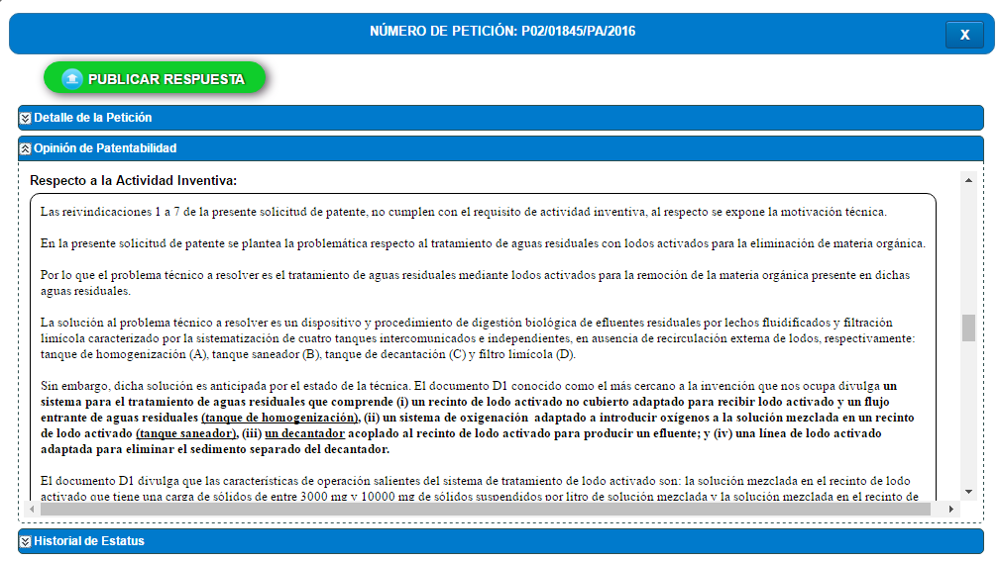 NÚMERO DE PETICIÓN: P02/01845/PA/2016
X
PUBLICAR RESPUESTA
Detalle de la Petición
Opinión de Patentabilidad
Respecto a la Actividad Inventiva:
Las reivindicaciones 1 a 7 de la presente solicitud de patente, no cumplen con el requisito de actividad inventiva, al respecto se expone la motivación técnica.
En la presente solicitud de patente se plantea la problemática respecto al tratamiento de aguas residuales con lodos activados para la eliminación de materia orgánica.
Por lo que el problema técnico a resolver es el tratamiento de aguas residuales mediante lodos activados para la remoción de la materia orgánica presente en dichas
aguas residuales.
La solución al problema técnico a resolver es un dispositivo y procedimiento de digestión biológica de efluentes residuales por lechos fluidificados y filtración
limícola caracterizado por la sistematización de cuatro tanques intercomunicados e independientes, en ausencia de recirculación externa de lodos, respectivamente:
tanque de homogenización (A), tanque saneador (B), tanque de decantación (C) y filtro limícola (D).
Sin embargo, dicha solución es anticipada por el estado de la técnica. El documento D1 conocido como el más cercano a la invención que nos ocupa divulga un
sistema para el tratamiento de aguas residuales que comprende (i) un recinto de lodo activado no cubierto adaptado para recibir lodo activado y un flujo
entrante de aguas residuales (tanque de homogenización), (ii) un sistema de oxigenación adaptado a introducir oxígenos a la solución mezclada en un recinto
de lodo activado (tanque saneador), (iii) un decantador acoplado al recinto de lodo activado para producir un efluente; y (iv) una línea de lodo activado
adaptada para eliminar el sedimento separado del decantador.
El documento D1 divulga que las características de operación salientes del sistema de tratamiento de lodo activado son: la solución mezclada en el recinto de lodo
activado que tiene una carga de sólidos de entre 3000 mg y 10000 mg de sólidos suspendidos por litro de solución mezclada y la solución mezclada en el recinto de
Historial de Estatus